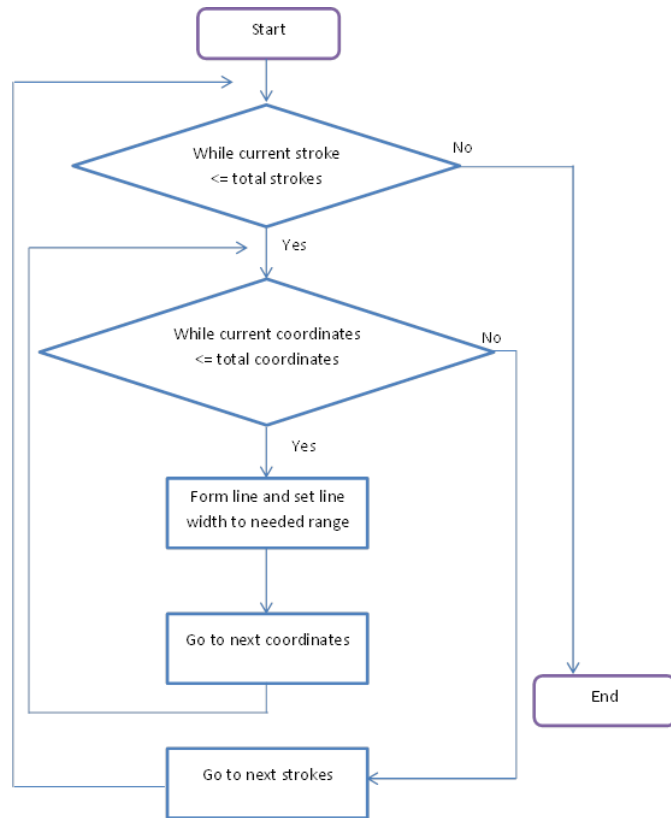 Start
While current stroke
<= total strokes
No
Yes
While current coordinates
<= total coordinates
No
Yes
Form line and set line
width to needed range
Go to next coordinates
End
Go to next strokes